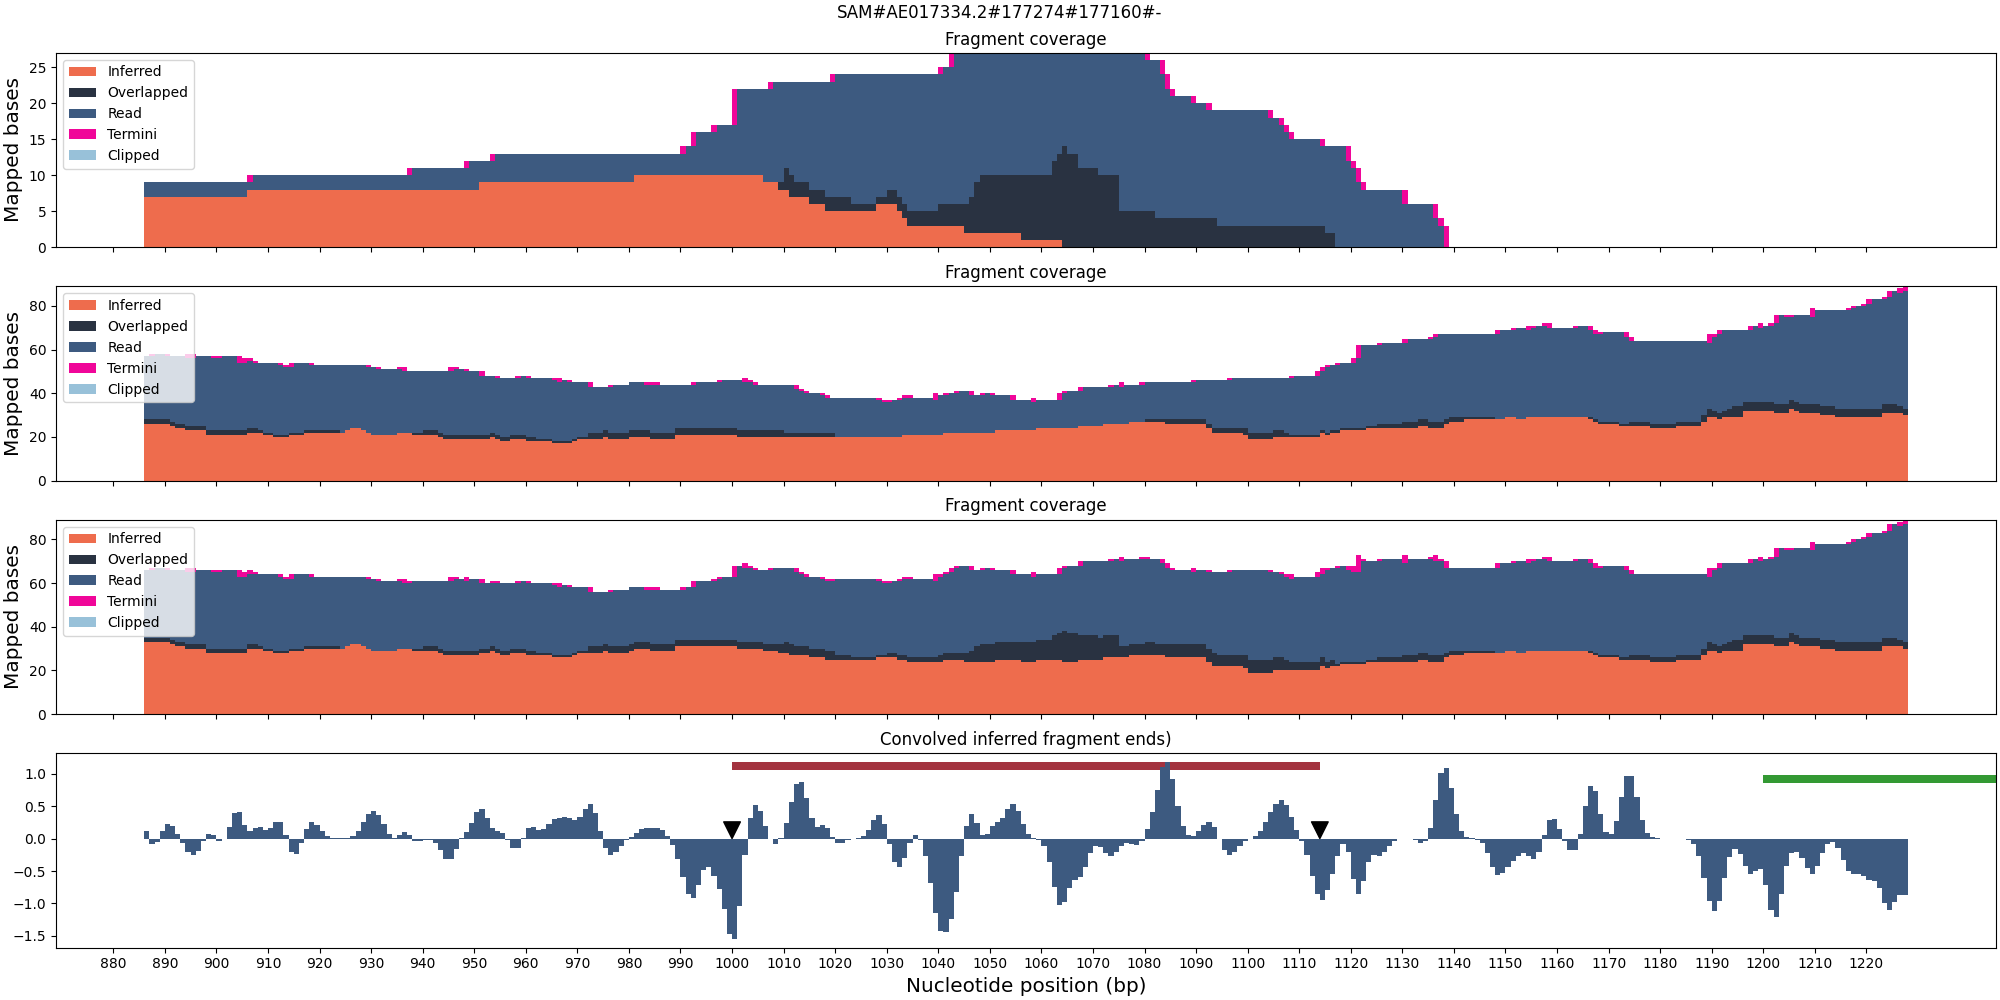 SAM#AE017334.2#177274#177160#-
Fragment coverage
Mapped bases
25
20
15
10
5
0
Inferred
Overlapped
Read
Termini
Clipped
Fragment coverage
Mapped bases
80
60
40
20
0
Inferred
Overlapped
Read
Termini
Clipped
Fragment coverage
Mapped bases
80
60
40
20
0
Inferred
Overlapped
Read
Termini
Clipped
Convolved inferred fragment ends)
1.0
0.5
0.0
−0.5
−1.0
−1.5
880 890 900 910 920 930 940 950 960 970 980 990 1000 1010 1020 1030 1040 1050 1060 1070 1080 1090 1100 1110 1120 1130 1140 1150 1160 1170 1180 1190 1200 1210 1220
Nucleotide position (bp)